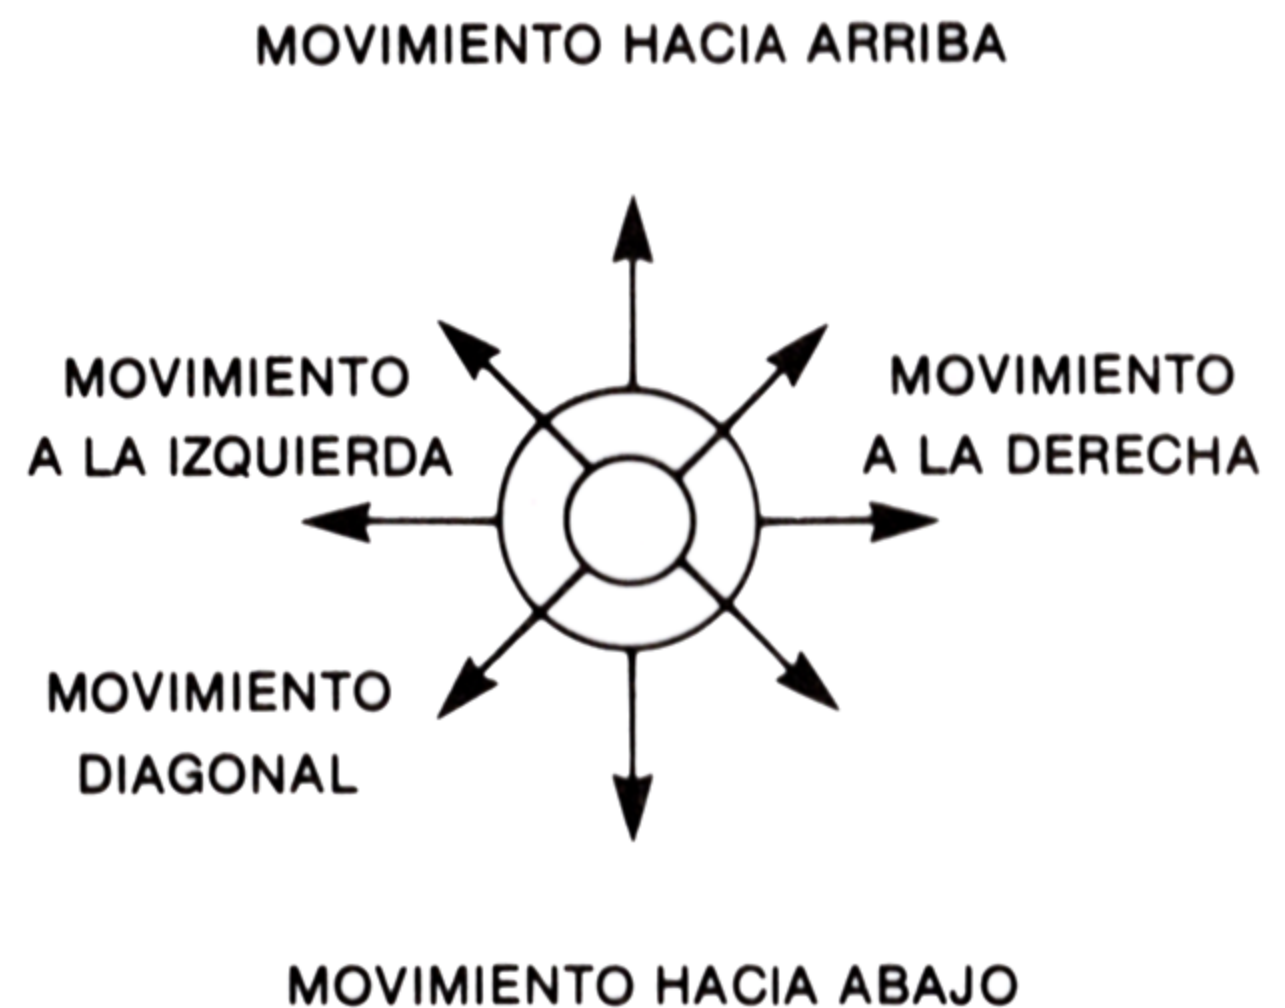 MOVIMIENTO HACIA ARRIBA
MOVIMIENTO
A LA IZQUIERDA
MOVIMIENTO
A LA DERECHA
MOVIMIENTO
DIAGONAL
MOVIMIENTO HACIA ABAJO